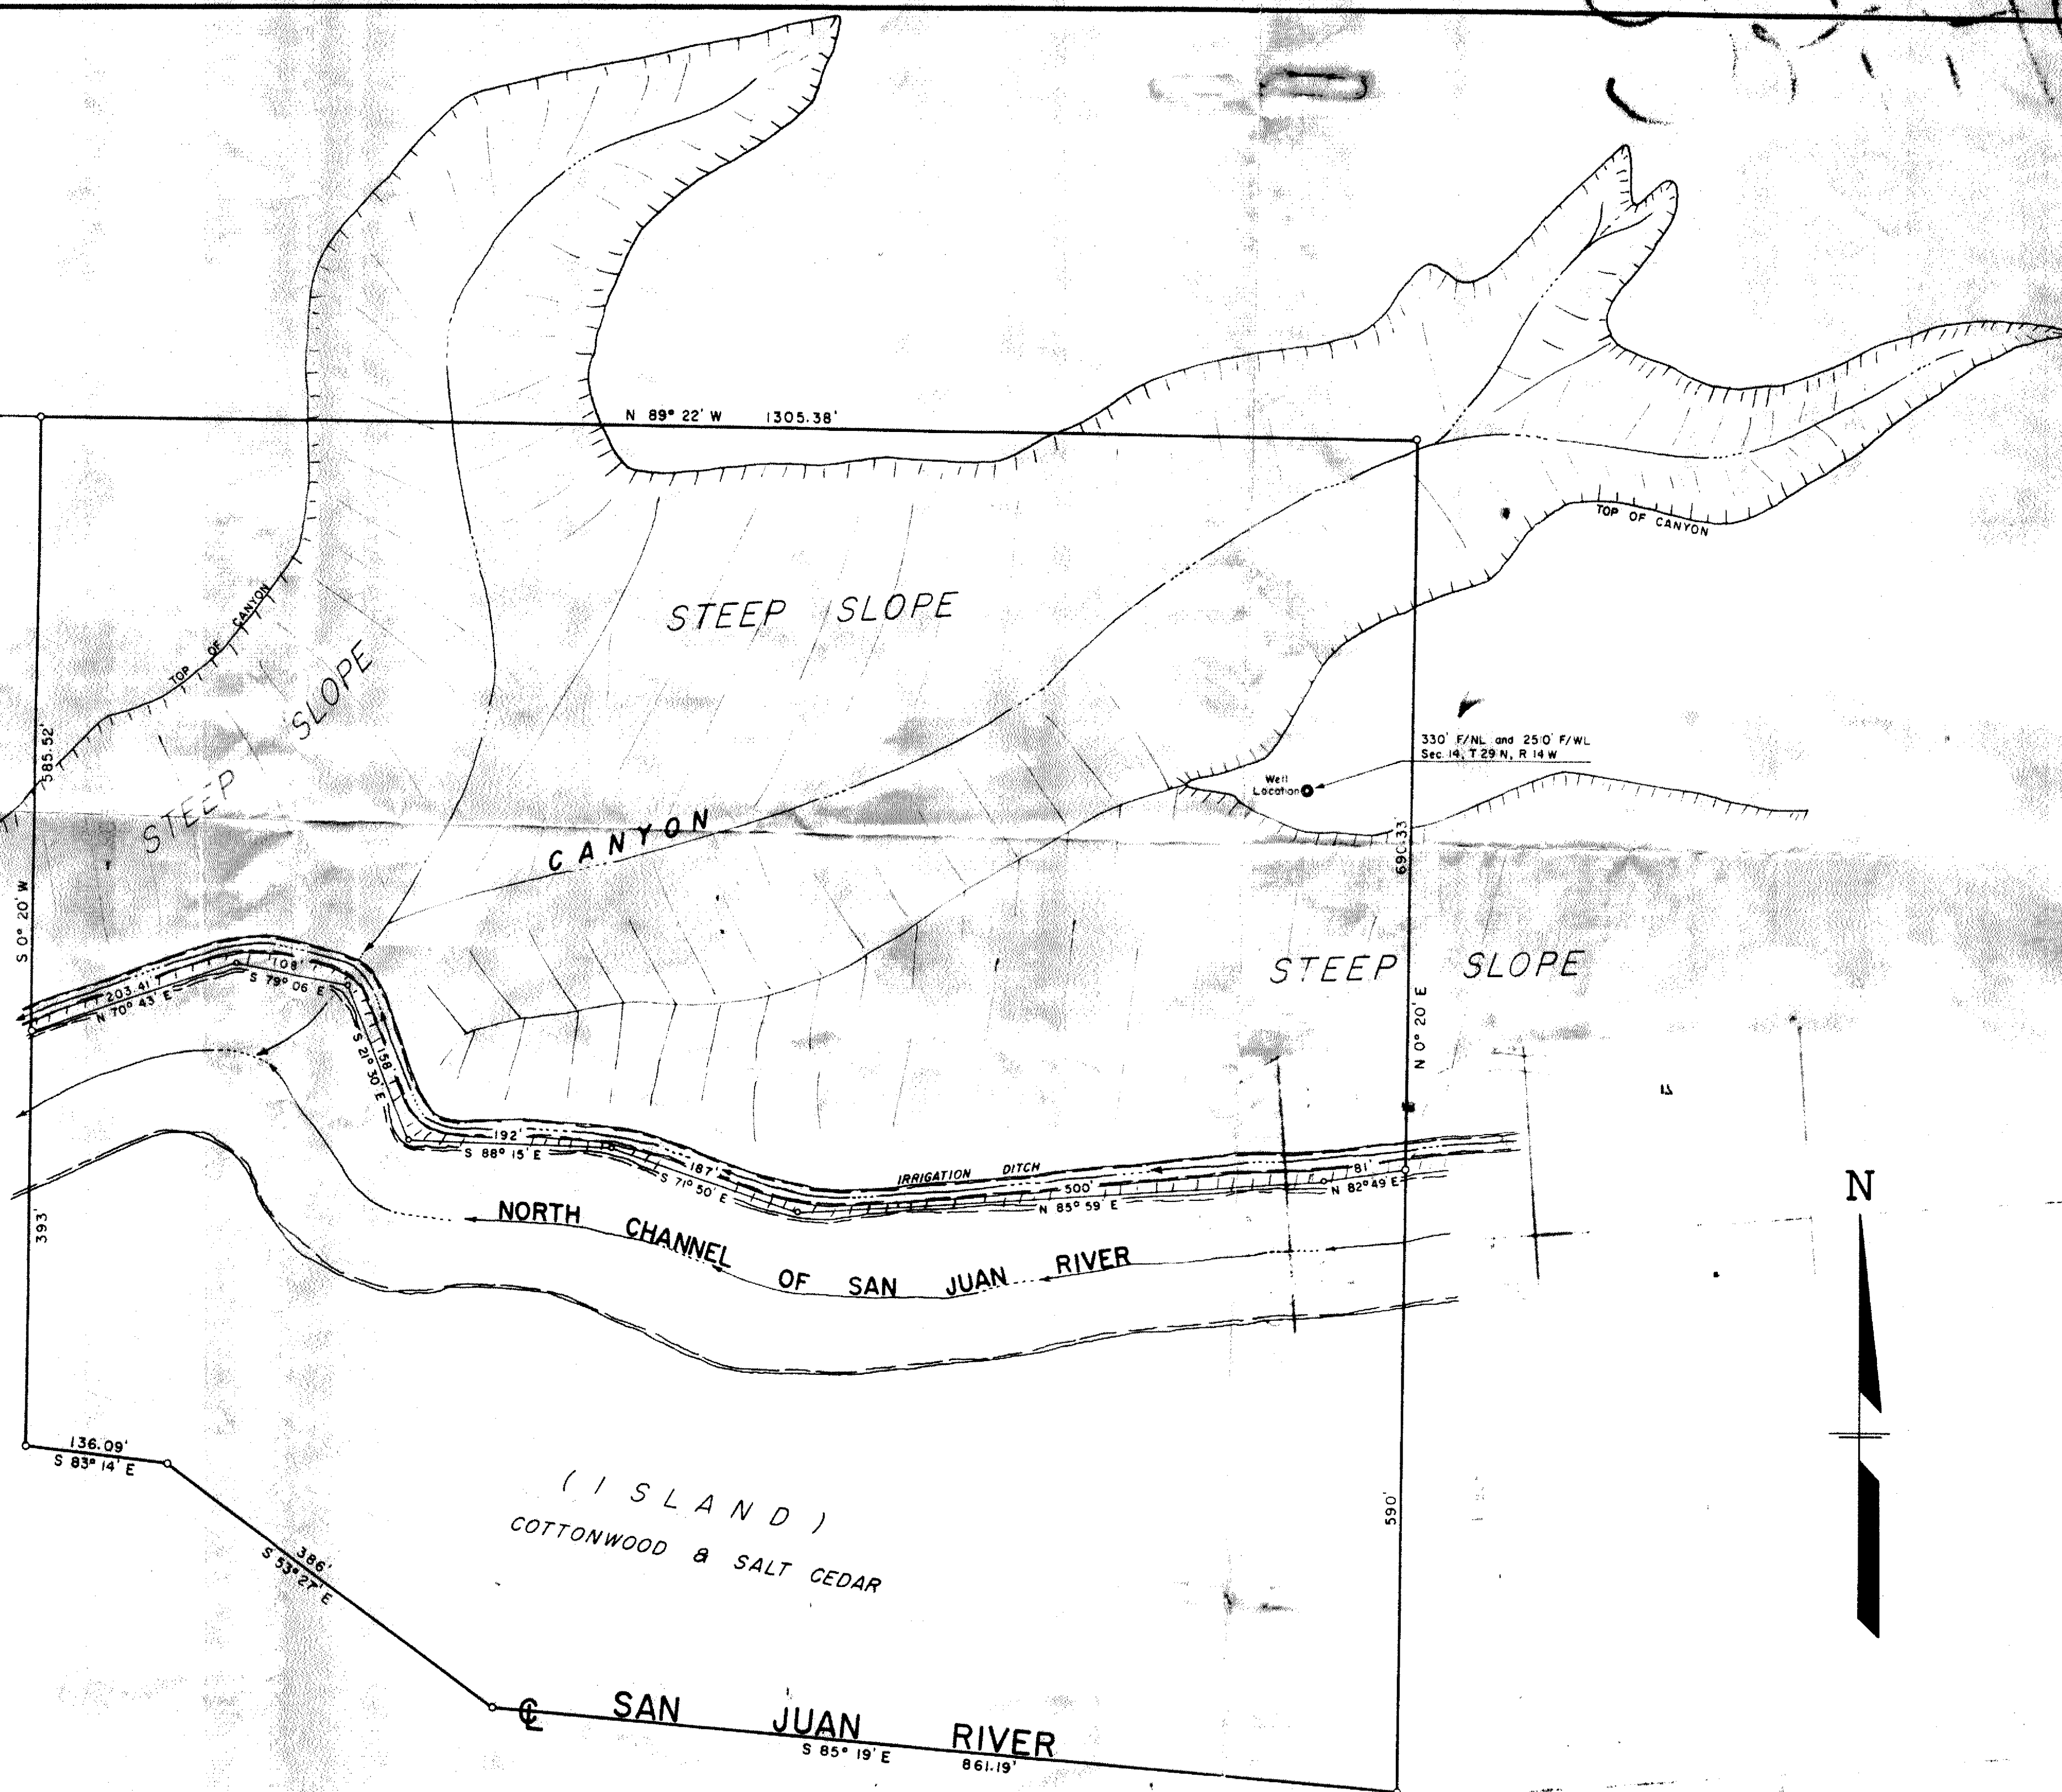 N 89° 22' W 1305.38'
TOP OF CANYON
TOP OF CANYON
STEEP SLOPE
STEEP SLOPE
585.52'
330' F/NL and 2510' F/WL
Sec. 14, T 29 N, R 14 W
Well
Location
CANYON
690.33'
S 0° 20' W
STEEP SLOPE
108'
S 79° 06' E
203.41'
N 70° 43' E
N 0° 20' E
158'
S 21° 30' E
192'
S 88° 15' E
187'
S 71° 50' E
IRRIGATION DITCH
500'
N 85° 59' E
81'
N 82° 49' E
N
393'
NORTH CHANNEL OF SAN JUAN RIVER
136.09'
S 83° 14' E
(ISLAND)
COTTONWOOD & SALT CEDAR
590'
386'
S 53° 27' E
℄ SAN JUAN RIVER
S 85° 19' E 861.19'